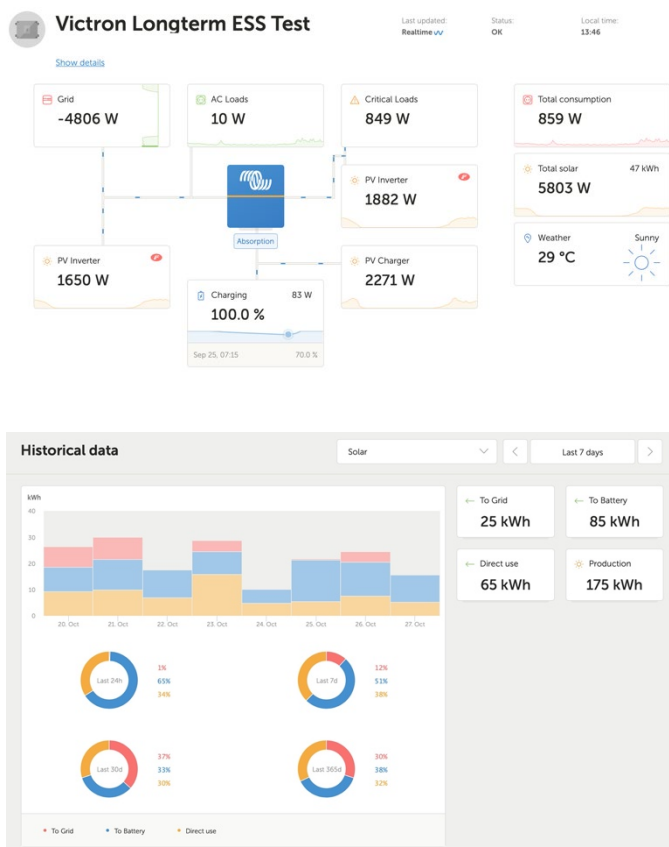 Victron Longterm ESS Test
Last updated: Status: Local time:
Realtime OK 13:46
Show details
Grid
-4806 W
AC Loads
10 W
Critical Loads
849 W
Total consumption
859 W
PV Inverter
1882 W
Total solar 47 kWh
5803 W
Absorption
Weather Sunny
29 °C
PV Inverter
1650 W
PV Charger
2271 W
Charging 83 W
100.0 %
Sep 25, 07:15 70.0 %
Historical data
Solar
Last 7 days
kWh
40
30
20
10
0
20. Oct 21. Oct 22. Oct 23. Oct 24. Oct 25. Oct 26. Oct 27. Oct
To Grid
25 kWh
To Battery
85 kWh
Direct use
65 kWh
Production
175 kWh
Last 24h
1%
65%
34%
Last 7d
12%
51%
38%
Last 30d
37%
33%
30%
Last 365d
30%
38%
32%
To Grid To Battery Direct use